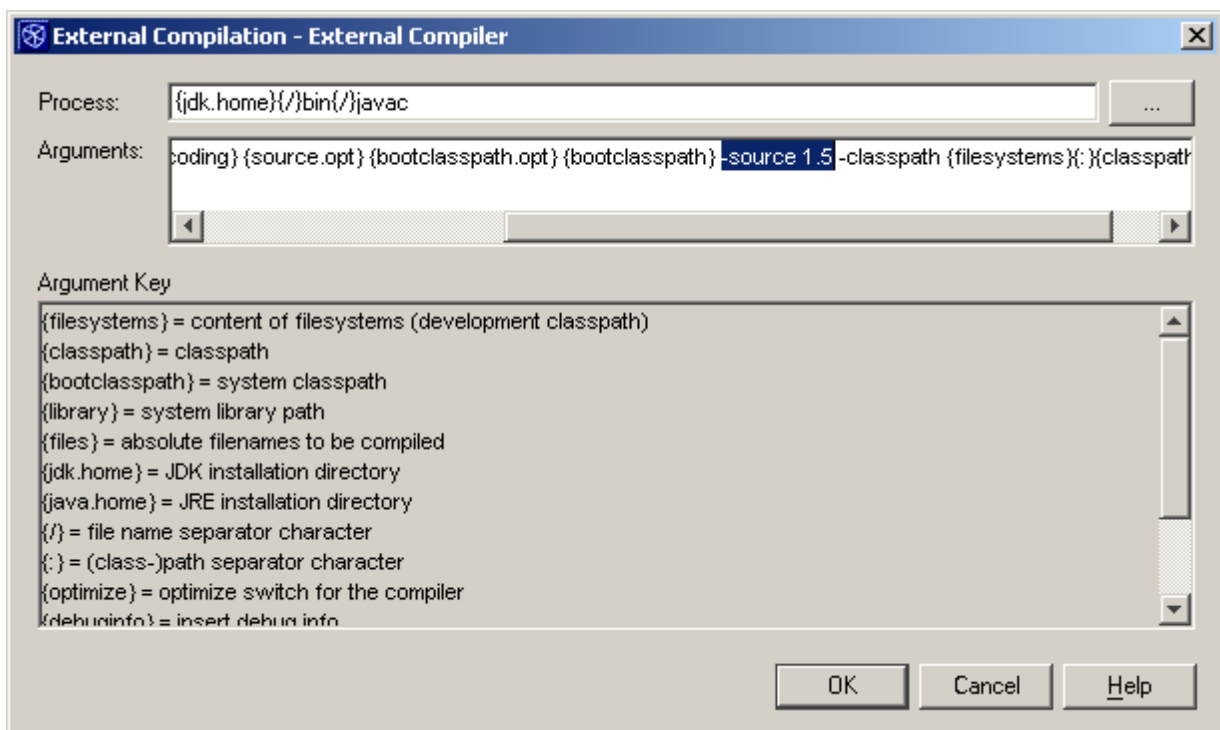 External Compilation - External Compiler
Process: {jdk.home}{/}bin{/}javac ...
Arguments: coding} {source.opt} {bootclasspath.opt} {bootclasspath} -source 1.5 -classpath {filesystems}{:}{classpath
Argument Key
{filesystems} = content of filesystems (development classpath)
{classpath} = classpath
{bootclasspath} = system classpath
{library} = system library path
{files} = absolute filenames to be compiled
{jdk.home} = JDK installation directory
{java.home} = JRE installation directory
{/} = file name separator character
{:} = (class-)path separator character
{optimize} = optimize switch for the compiler
{debuginfo} = insert debug info
OK Cancel Help